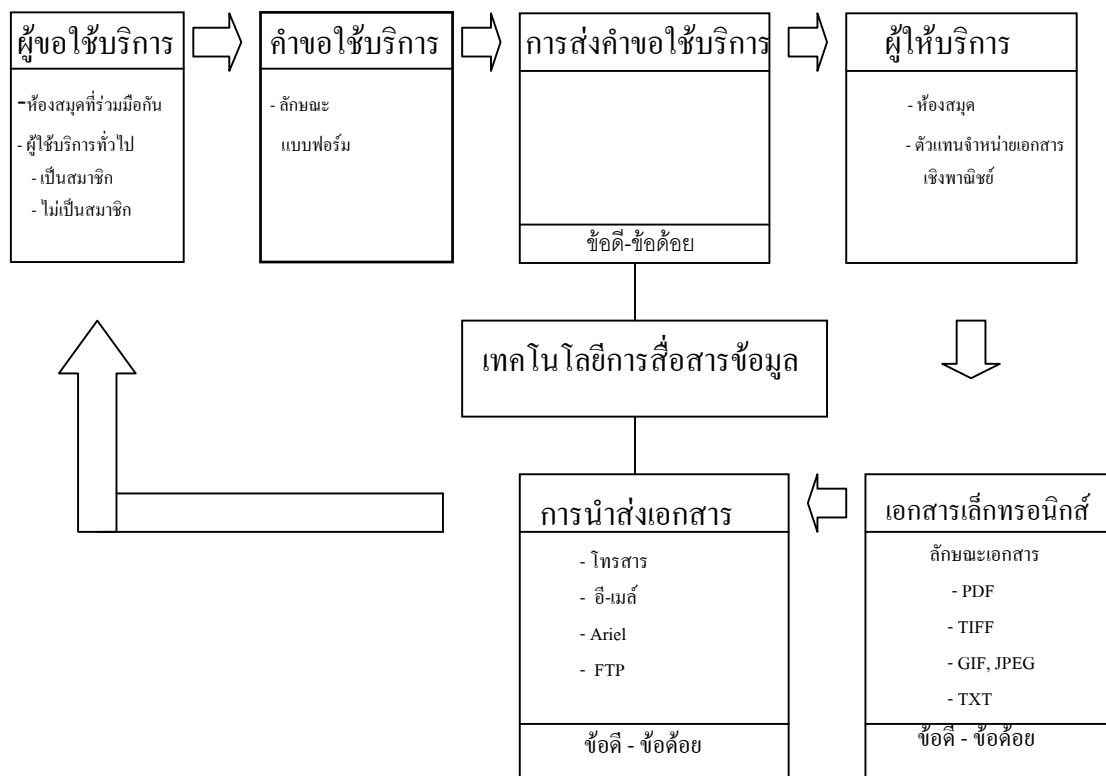 ผู้ขอใช้บริการ
-ห้องสมุดที่ร่วมมือกัน
- ผู้ใช้บริการทั่วไป
- เป็นสมาชิก
- ไม่เป็นสมาชิก
คำขอใช้บริการ
- ลักษณะ
แบบฟอร์ม
การส่งคำขอใช้บริการ
ข้อดี-ข้อด้อย
ผู้ให้บริการ
- ห้องสมุด
- ตัวแทนจำหน่ายเอกสาร
เชิงพาณิชย์
เทคโนโลยีการสื่อสารข้อมูล
การนำส่งเอกสาร
- โทรสาร
- อี-เมล์
- Ariel
- FTP
ข้อดี - ข้อด้อย
เอกสารเล็กทรอนิกส์
ลักษณะเอกสาร
- PDF
- TIFF
- GIF, JPEG
- TXT
ข้อดี - ข้อด้อย